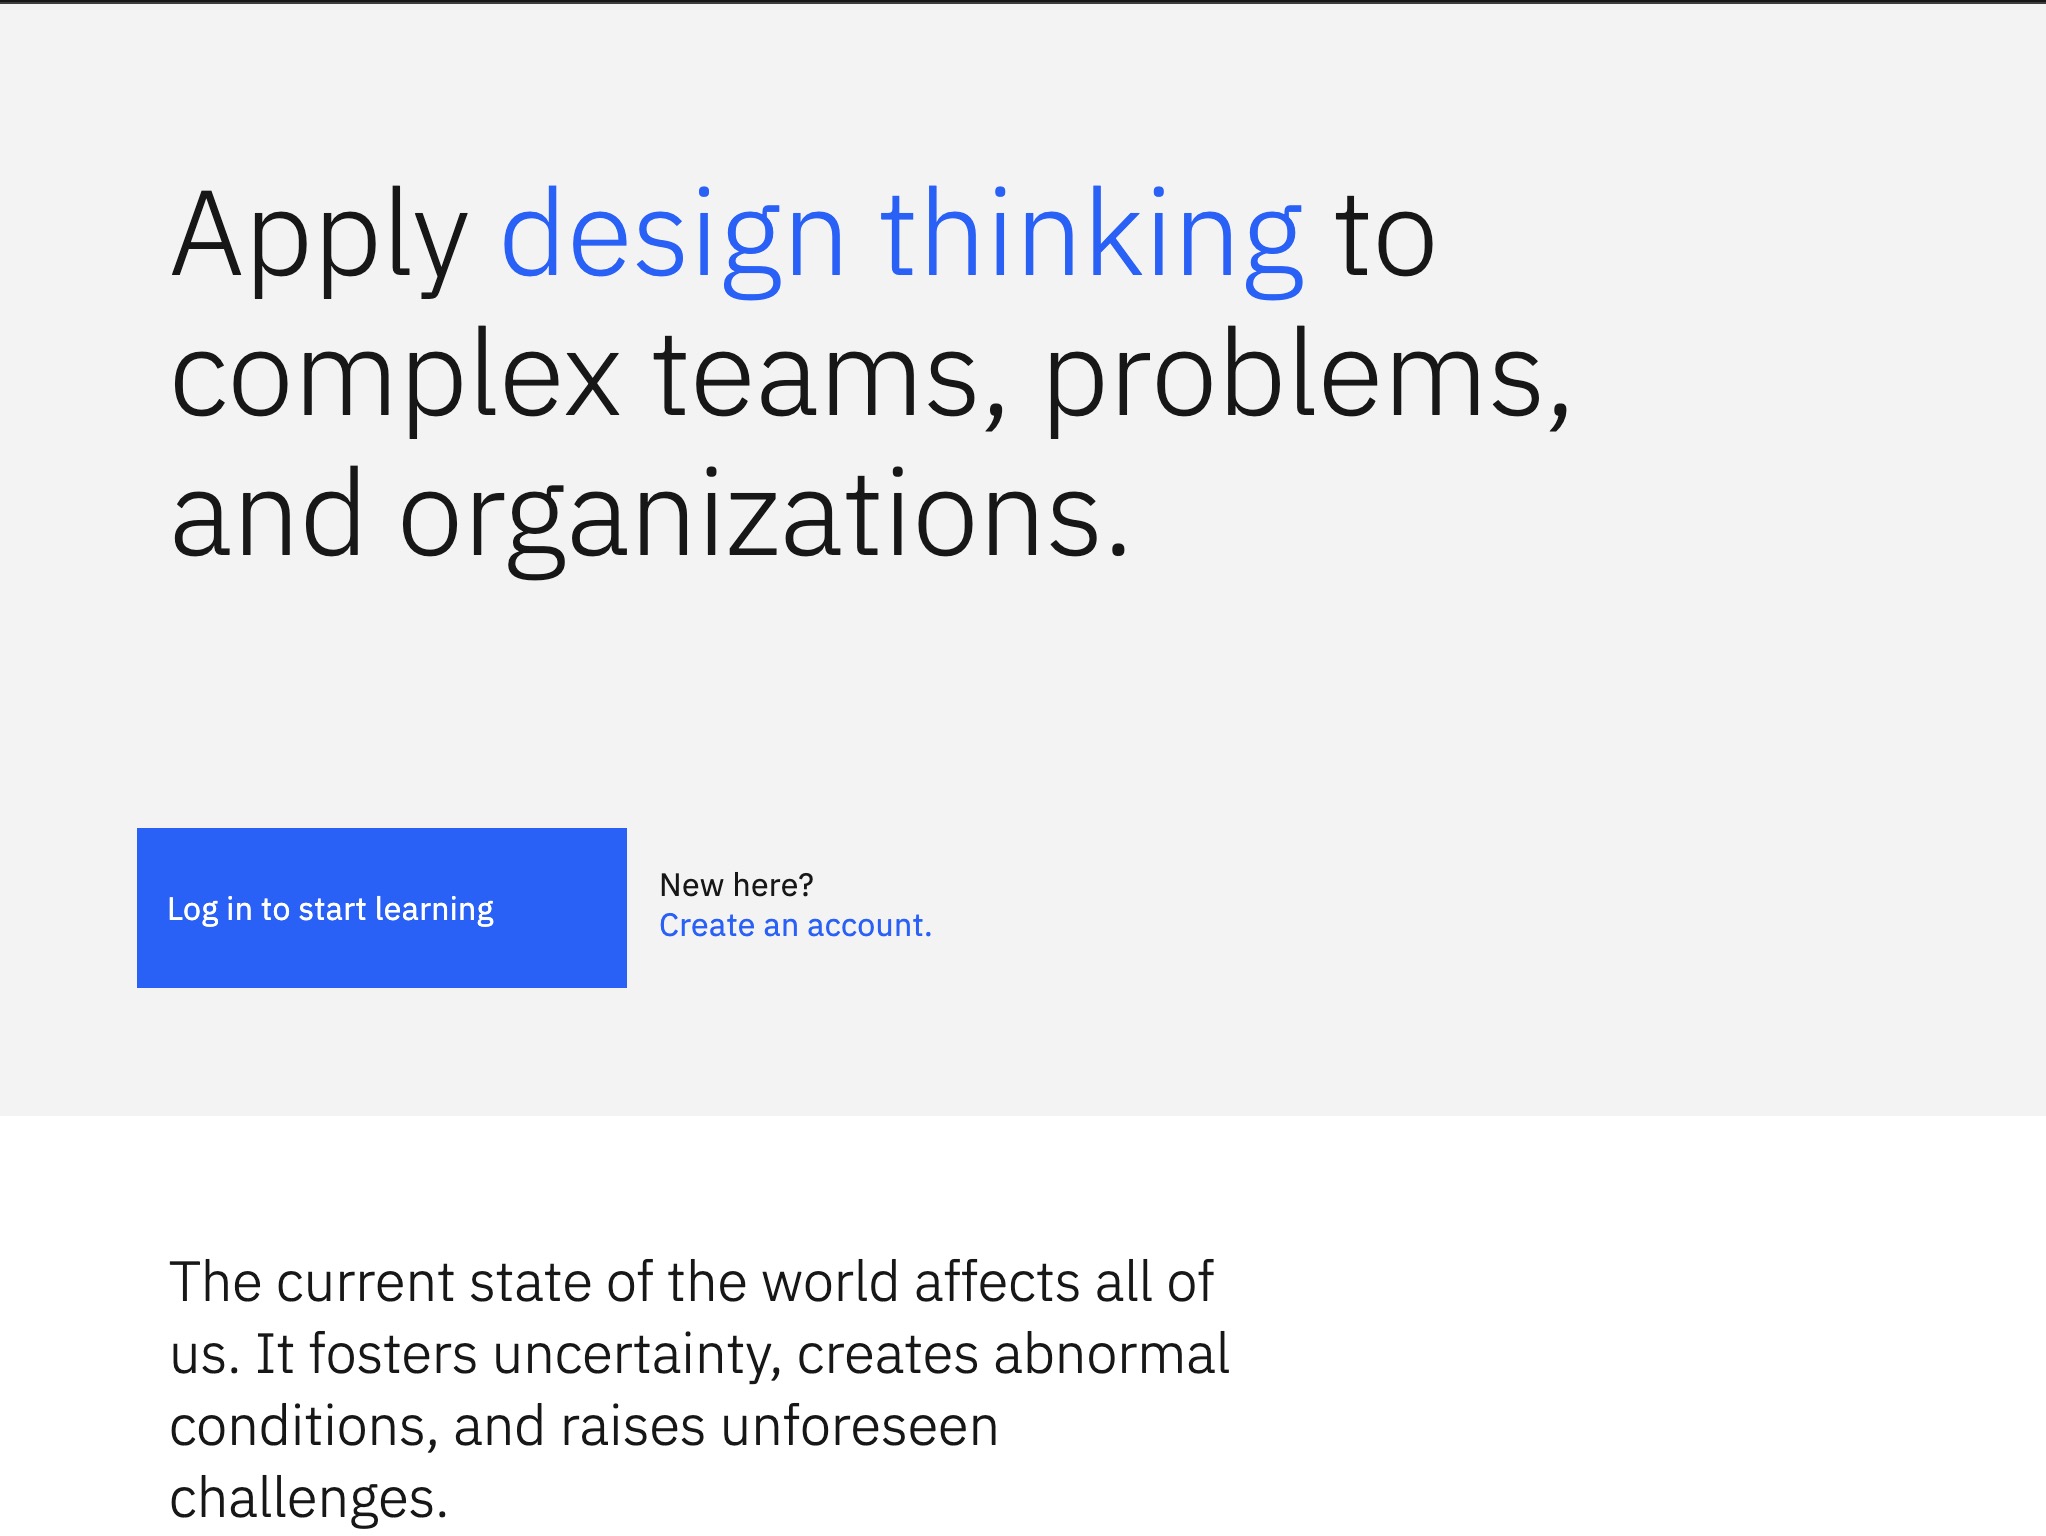 Apply design thinking to
complex teams, problems,
and organizations.
Log in to start learning
New here?
Create an account.
The current state of the world affects all of
us. It fosters uncertainty, creates abnormal
conditions, and raises unforeseen
challenges.